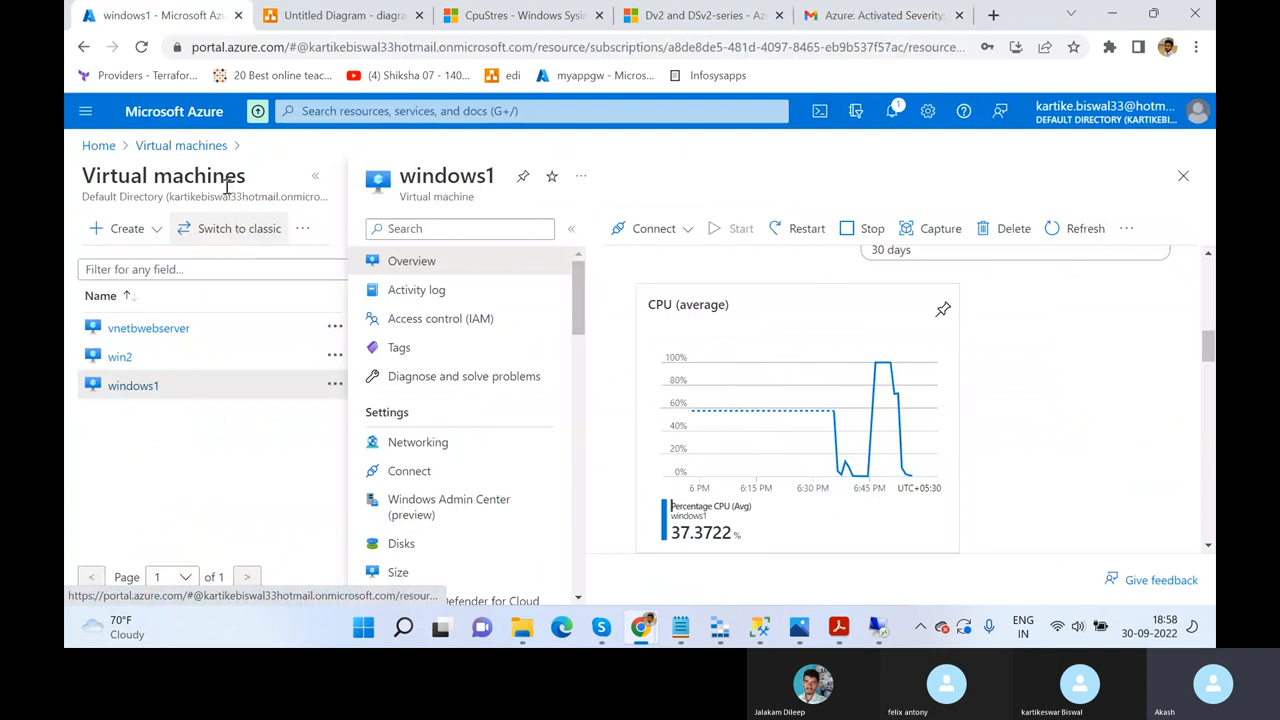 windows1 - Microsoft Azu
Untitled Diagram - diagra
CpuStres - Windows Sysin
Dv2 and DSv2-series - Az
Azure: Activated Severity:
portal.azure.com/#@kartikebiswal33hotmail.onmicrosoft.com/resource/subscriptions/a8de8de5-481d-4097-8465-eb9b537f57ac/resource...
Providers - Terrafor...
20 Best online teac...
(4) Shiksha 07 - 140...
edi
myappgw - Micros...
Infosysapps
Microsoft Azure
Search resources, services, and docs (G+/)
1
kartike.biswal33@hotm...
DEFAULT DIRECTORY (KARTIKEBI...
Home > Virtual machines >
Virtual machines
Default Directory (kartikebiswal33hotmail.onmicro...
Create
Switch to classic
Filter for any field...
Name
vnetbwebserver
win2
windows1
Page 1 of 1
https://portal.azure.com/#@kartikebiswal33hotmail.onmicrosoft.com/resour...
windows1
Virtual machine
Search
Overview
Activity log
Access control (IAM)
Tags
Diagnose and solve problems
Settings
Networking
Connect
Windows Admin Center
(preview)
Disks
Size
efender for Cloud
Connect
Start
Restart
Stop
Capture
Delete
Refresh
30 days
CPU (average)
100%
80%
60%
40%
20%
0%
6 PM
6:15 PM
6:30 PM
6:45 PM
UTC+05:30
Percentage CPU (Avg)
windows1
37.3722 %
Give feedback
70°F
Cloudy
ENG
IN
18:58
30-09-2022
Jalakam Dileep
felix antony
kartikeswar Biswal
Akash